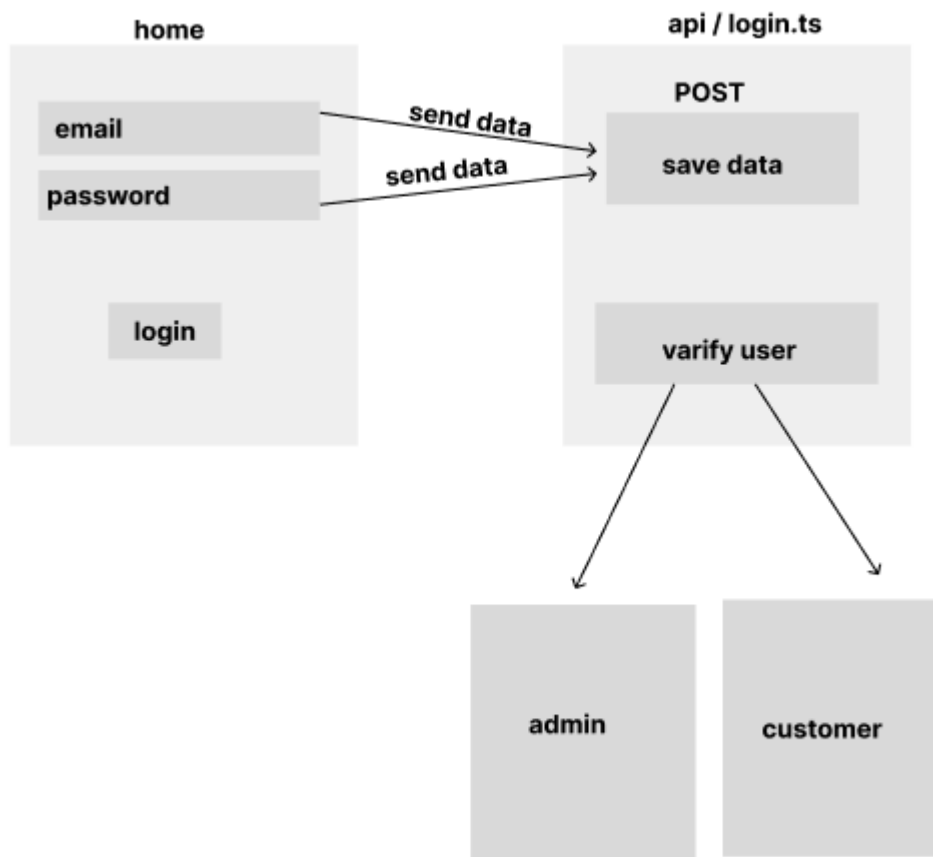 home
email
password
login
send data
send data
api / login.ts
POST
save data
varify user
admin
customer